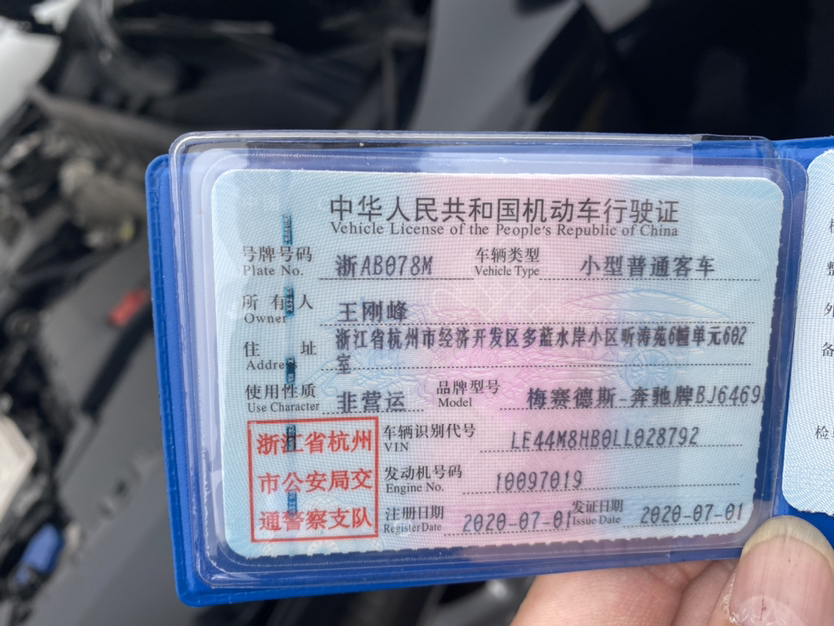 中华人民共和国机动车行驶证
Vehicle License of the People's Republic of China
号牌号码 浙AB078M 车辆类型 小型普通客车
Plate No. Vehicle Type
所有人 王刚峰
Owner
住址 浙江省杭州市经济开发区多蓝水岸小区听涛苑6幢单元602
Address 室
使用性质 非营运 品牌型号 梅赛德斯-奔驰牌BJ6469
Use Character Model
浙江省杭州
市公安局交
通警察支队
车辆识别代号 LE44M8HB0LL028792
VIN
发动机号码 10097019
Engine No.
注册日期 2020-07-01 发证日期 2020-07-01
Register Date Issue Date
检